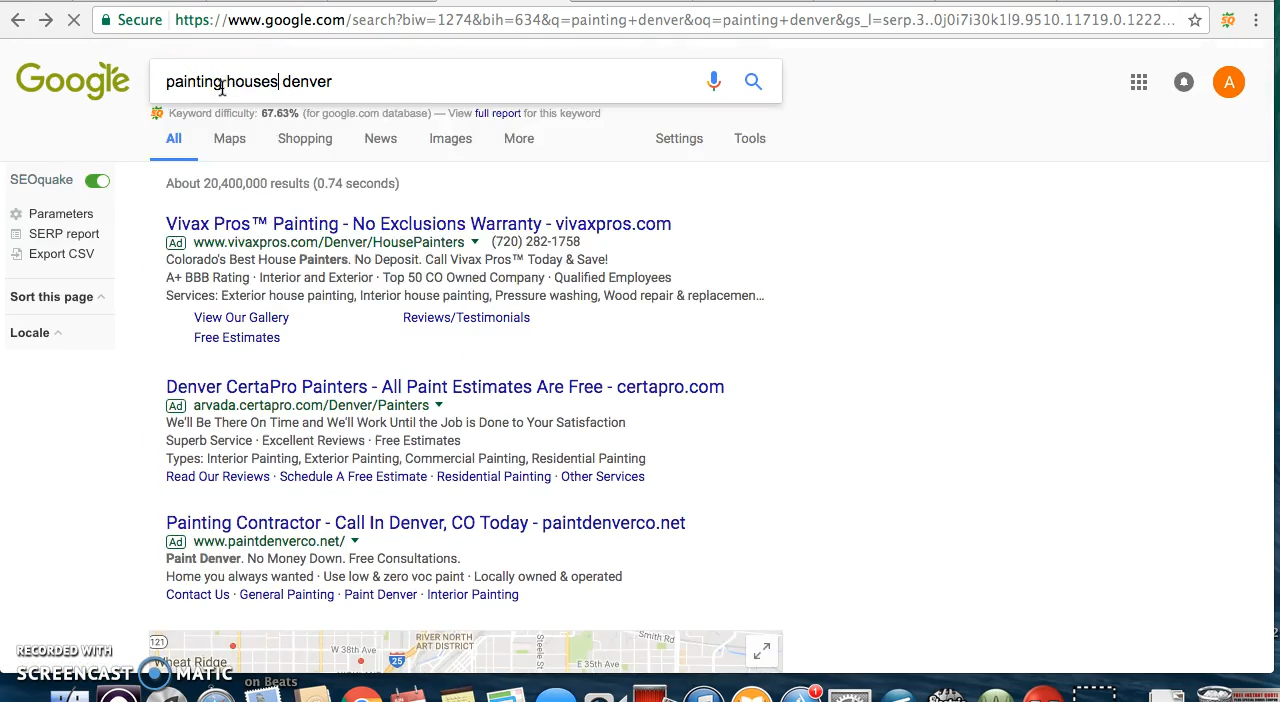 Secure https://www.google.com/search?biw=1274&bih=634&q=painting+denver&oq=painting+denver&gs_l=serp.3..0j0i7i30k1l9.9510.11719.0.1222...
Google
painting houses denver
A
Keyword difficulty: 67.63% (for google.com database) — View full report for this keyword
All Maps Shopping News Images More Settings Tools
SEOquake
Parameters
SERP report
Export CSV
Sort this page
Locale
About 20,400,000 results (0.74 seconds)
Vivax Pros™ Painting - No Exclusions Warranty - vivaxpros.com
Ad www.vivaxpros.com/Denver/HousePainters (720) 282-1758
Colorado's Best House Painters. No Deposit. Call Vivax Pros™ Today & Save!
A+ BBB Rating · Interior and Exterior · Top 50 CO Owned Company · Qualified Employees
Services: Exterior house painting, Interior house painting, Pressure washing, Wood repair & replacemen...
View Our Gallery Reviews/Testimonials
Free Estimates
Denver CertaPro Painters - All Paint Estimates Are Free - certapro.com
Ad arvada.certapro.com/Denver/Painters
We'll Be There On Time and We'll Work Until the Job is Done to Your Satisfaction
Superb Service · Excellent Reviews · Free Estimates
Types: Interior Painting, Exterior Painting, Commercial Painting, Residential Painting
Read Our Reviews · Schedule A Free Estimate · Residential Painting · Other Services
Painting Contractor - Call In Denver, CO Today - paintdenverco.net
Ad www.paintdenverco.net/
Paint Denver. No Money Down. Free Consultations.
Home you always wanted · Use low & zero voc paint · Locally owned & operated
Contact Us · General Painting · Paint Denver · Interior Painting
121
RIVER NORTH
ART DISTRICT
W 38th Ave
25
Steele St
Smith Rd
E 35th Ave
Wheat Ridge
RECORDED WITH
SCREENCAST MATIC
on Beats
1